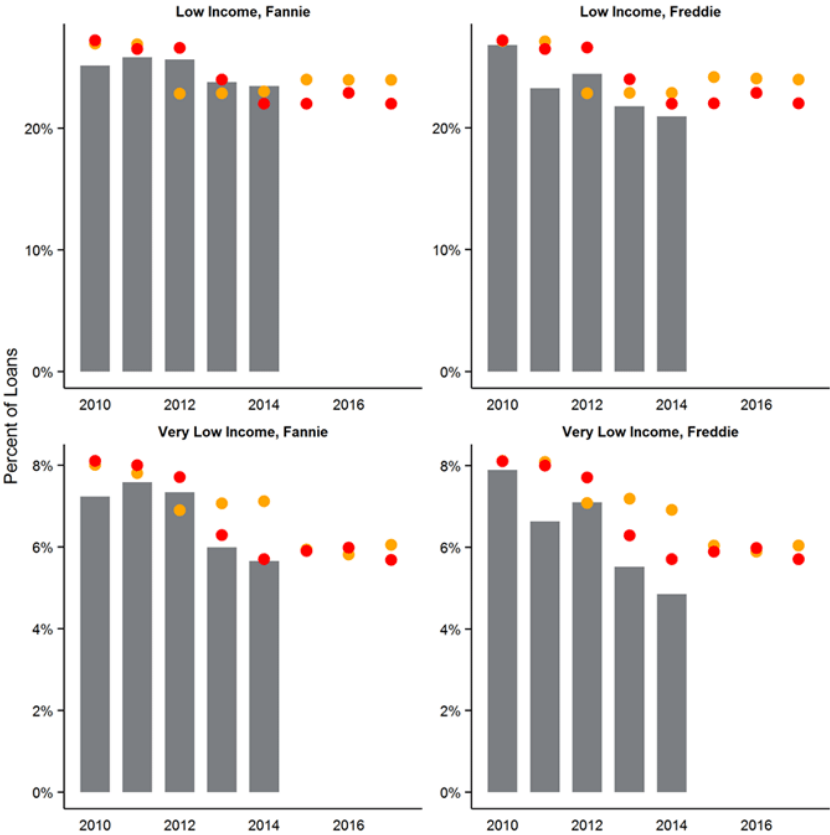 Low Income, Fannie
Low Income, Freddie
20%
10%
0%
20%
10%
0%
2010 2012 2014 2016
2010 2012 2014 2016
Percent of Loans
Very Low Income, Fannie
Very Low Income, Freddie
8%
6%
4%
2%
0%
8%
6%
4%
2%
0%
2010 2012 2014 2016
2010 2012 2014 2016